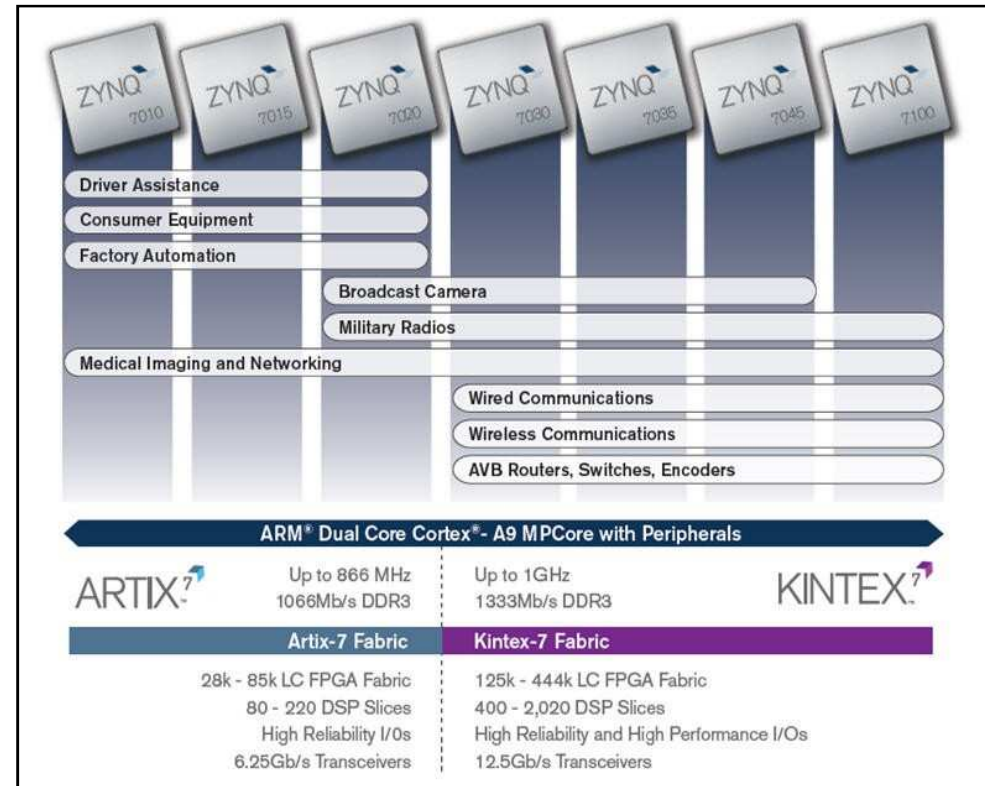 ZYNQ 7010
ZYNQ 7015
ZYNQ 7020
ZYNQ 7030
ZYNQ 7035
ZYNQ 7045
ZYNQ 7100
Driver Assistance
Consumer Equipment
Factory Automation
Broadcast Camera
Military Radios
Medical Imaging and Networking
Wired Communications
Wireless Communications
AVB Routers, Switches, Encoders
ARM® Dual Core Cortex®- A9 MPCore with Peripherals
ARTIX.7™
Up to 866 MHz
1066Mb/s DDR3
Up to 1GHz
1333Mb/s DDR3
KINTEX.7™
Artix-7 Fabric
Kintex-7 Fabric
28k - 85k LC FPGA Fabric
80 - 220 DSP Slices
High Reliability I/0s
6.25Gb/s Transceivers
125k - 444k LC FPGA Fabric
400 - 2,020 DSP Slices
High Reliability and High Performance I/Os
12.5Gb/s Transceivers